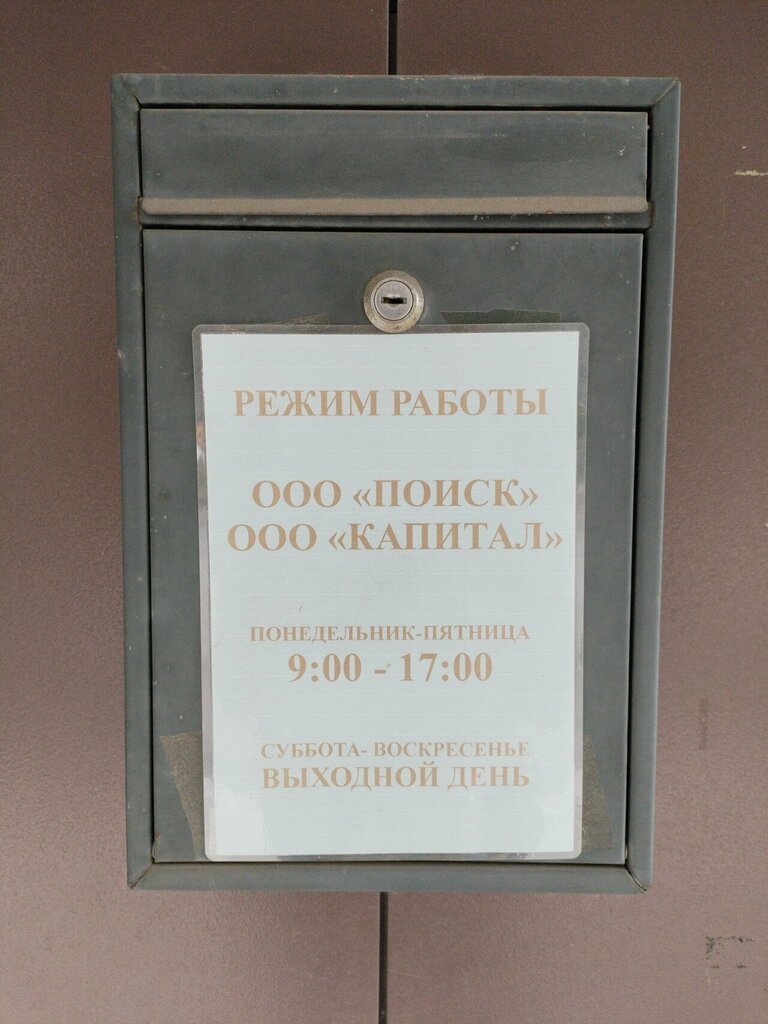 РЕЖИМ РАБОТЫ
ООО «ПОИСК»
ООО «КАПИТАЛ»
ПОНЕДЕЛЬНИК-ПЯТНИЦА
9:00 - 17:00
СУББОТА- ВОСКРЕСЕНЬЕ
ВЫХОДНОЙ ДЕНЬ